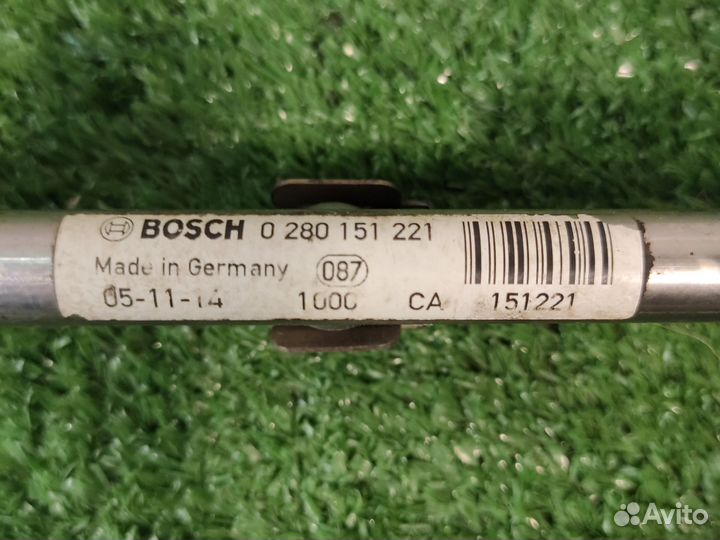 BOSCH 0 280 151 221
Made in Germany 087
05-11-14 1000 CA 151221
Avito